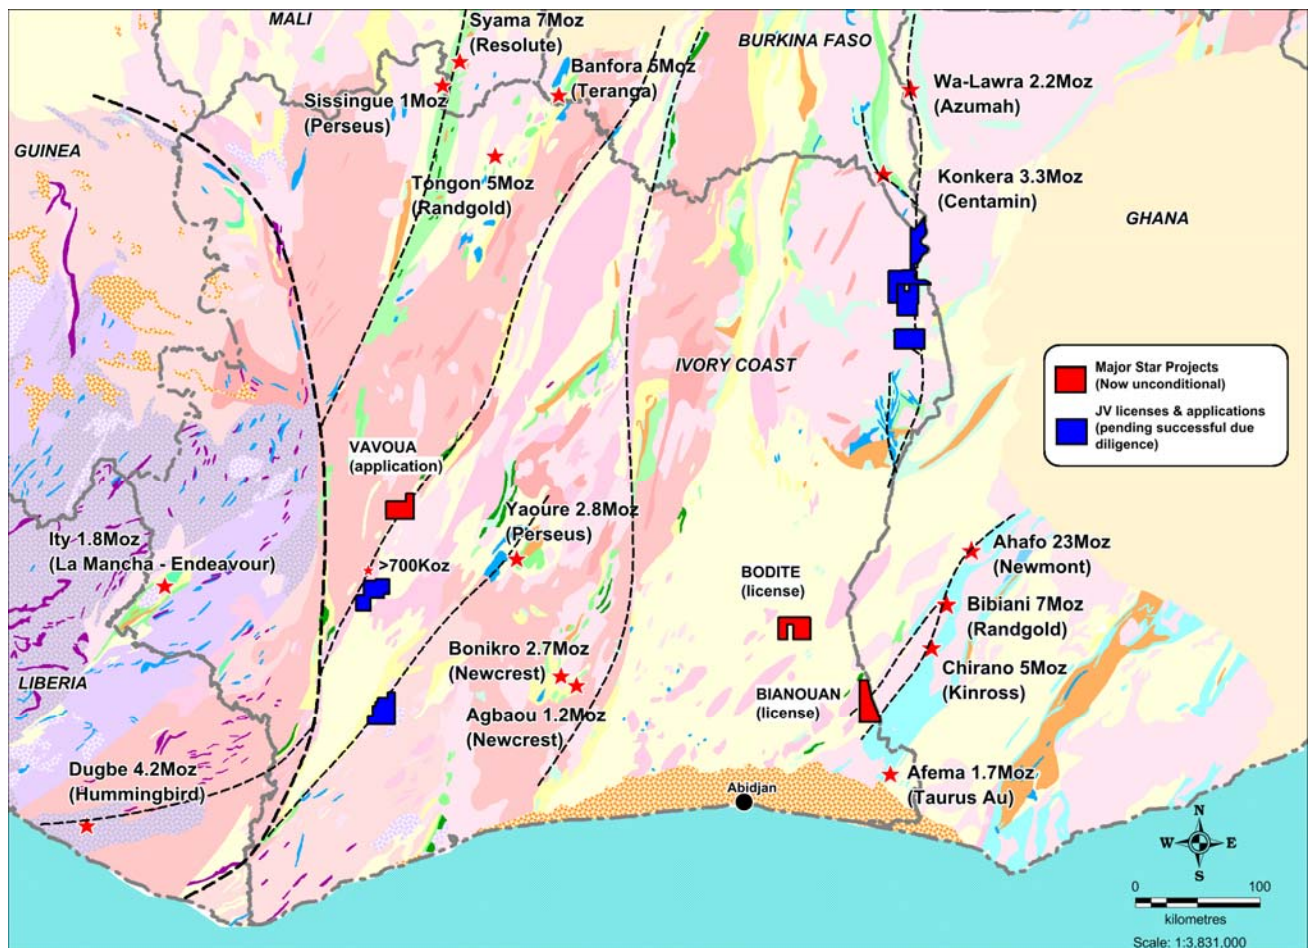 MALI
Syama 7Moz
(Resolute)
BURKINA FASO
Banfora 5Moz
(Teranga)
Wa-Lawra 2.2Moz
(Azumah)
Sissingue 1Moz
(Perseus)
GUINEA
Tongon 5Moz
(Randgold)
Konkera 3.3Moz
(Centamin)
GHANA
IVORY COAST
Major Star Projects
(Now unconditional)
JV licenses & applications
(pending successful due
diligence)
VAVOUA
(application)
Yaoure 2.8Moz
(Perseus)
Ity 1.8Moz
(La Mancha - Endeavour)
>700Koz
Ahafo 23Moz
(Newmont)
BODITE
(license)
Bibiani 7Moz
(Randgold)
Bonikro 2.7Moz
(Newcrest)
Chirano 5Moz
(Kinross)
LIBERIA
BIANOUAN
(license)
Agbaou 1.2Moz
(Newcrest)
Dugbe 4.2Moz
(Hummingbird)
Afema 1.7Moz
(Taurus Au)
Abidjan
N
W E
S
0 100
kilometres
Scale: 1:3,831,000